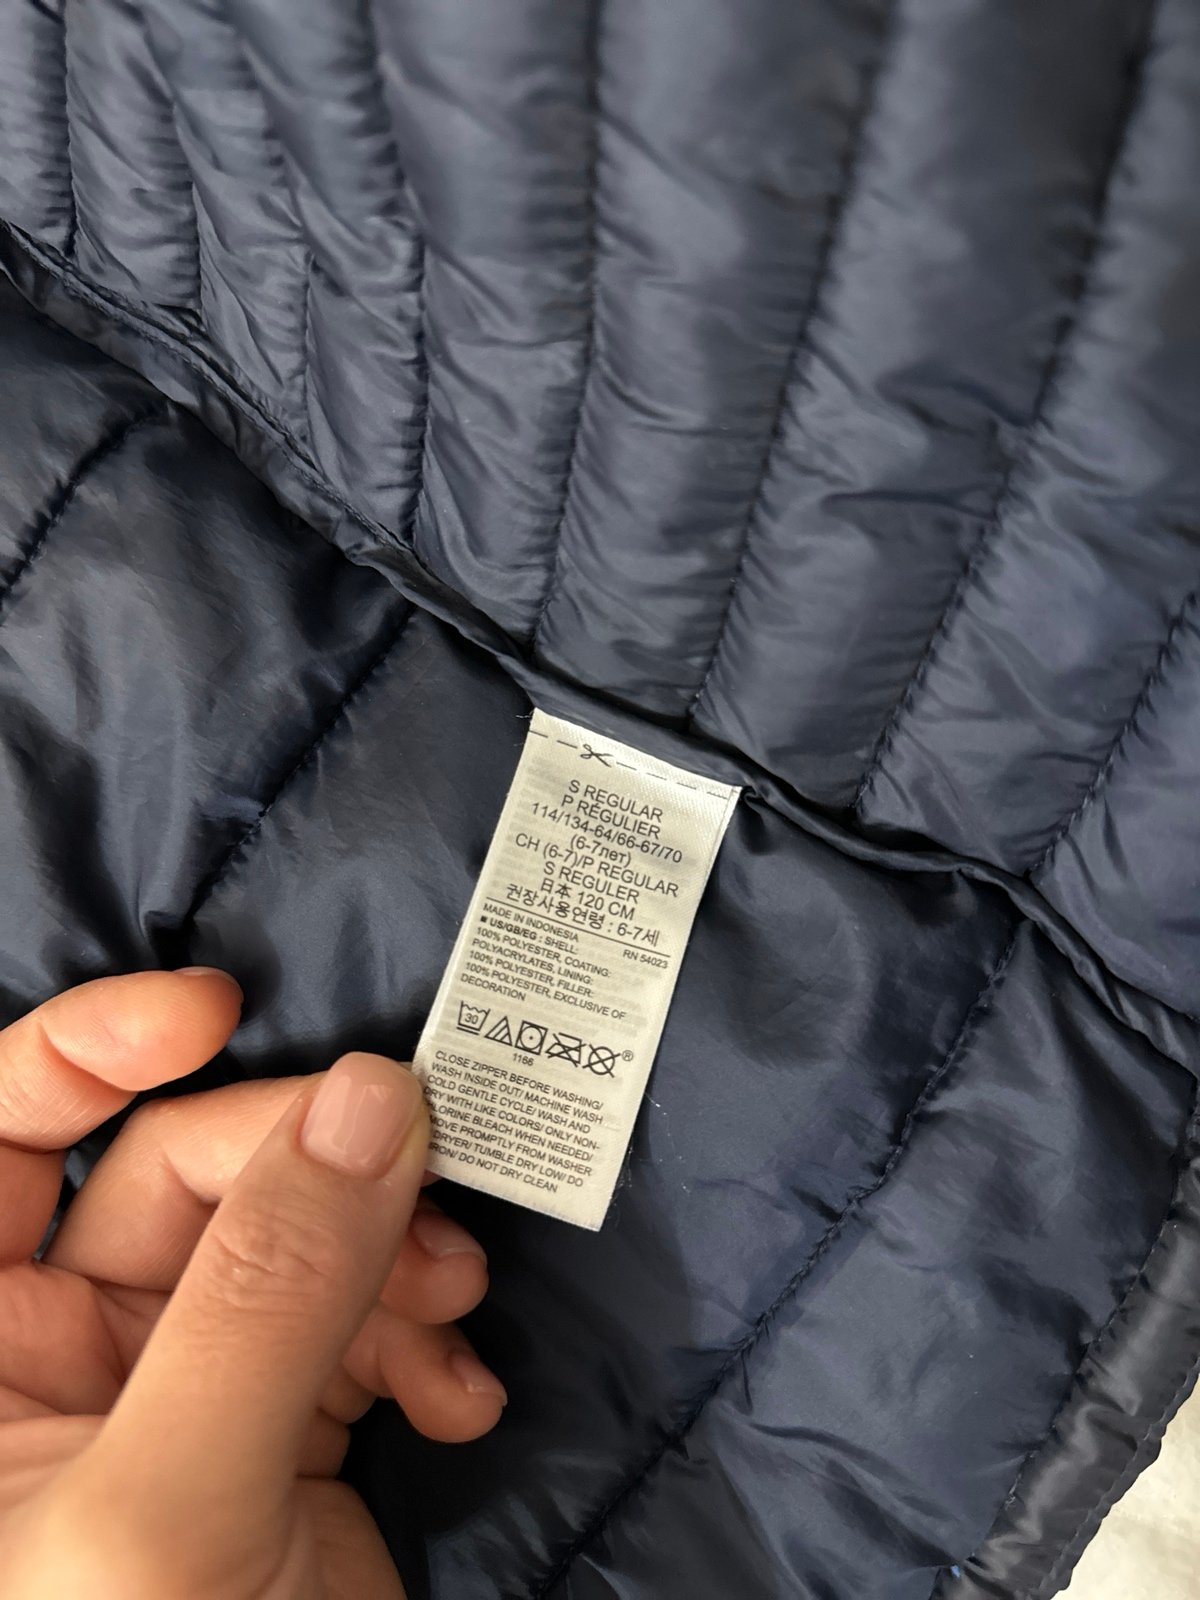 S REGULAR
P RÉGULIER
114/134-64/66-67/70
(6-7лет)
CH (6-7)/P REGULAR
S REGULER
日本 120 CM
권장사용연령 : 6-7세
MADE IN INDONESIA
RN 54023
■ US/GB/EG : SHELL:
100% POLYESTER, COATING:
POLYACRYLATES, LINING:
100% POLYESTER, FILLER:
100% POLYESTER, EXCLUSIVE OF
DECORATION
30
®
1166
CLOSE ZIPPER BEFORE WASHING/
WASH INSIDE OUT/ MACHINE WASH
COLD GENTLE CYCLE/ WASH AND
DRY WITH LIKE COLORS/ ONLY NON-
BLEACH WHEN NEEDED/
PROMPTLY FROM WASHER
DRYER/ TUMBLE DRY LOW/ DO
IRON/ DO NOT DRY CLEAN